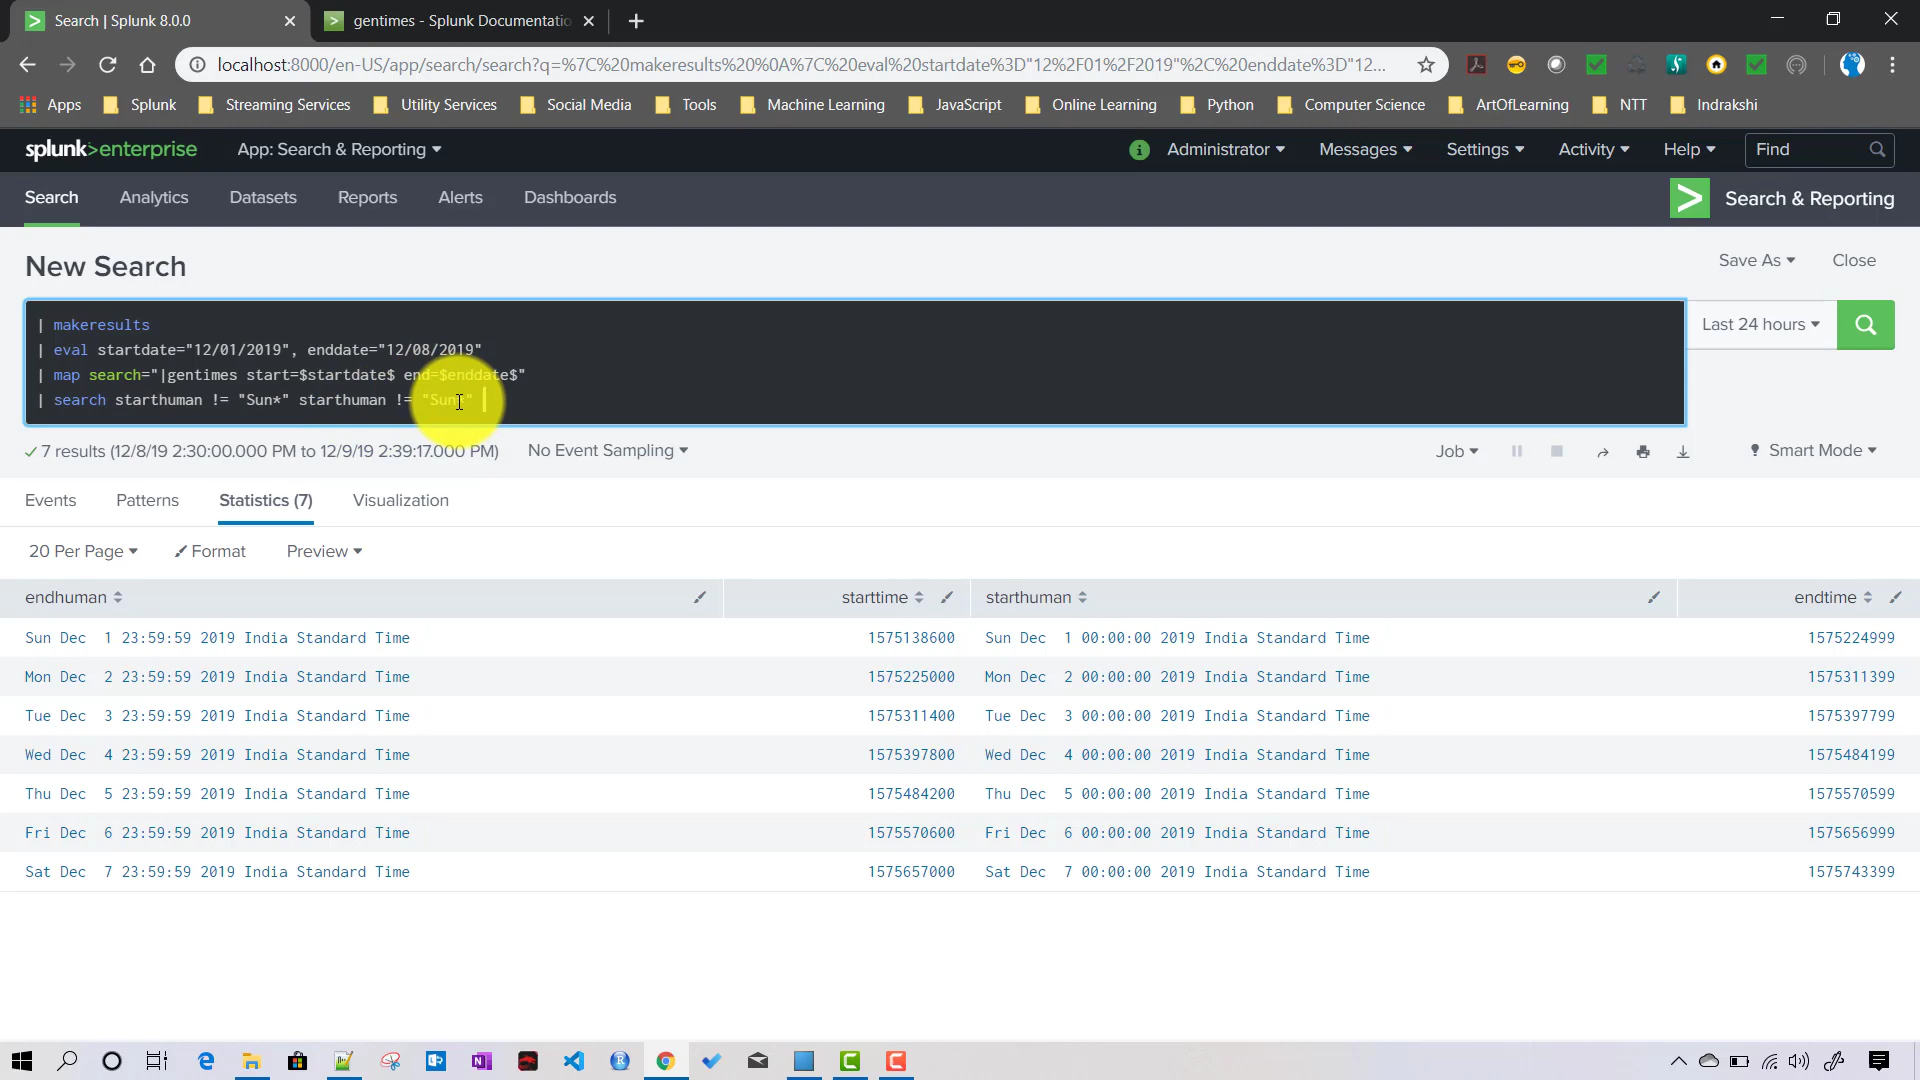 Search | Splunk 8.0.0
gentimes - Splunk Documentatio
localhost:8000/en-US/app/search/search?q=%7C%20makeresults%20%0A%7C%20eval%20startdate%3D"12%2F01%2F2019"%2C%20enddate%3D"12...
Apps Splunk Streaming Services Utility Services Social Media Tools Machine Learning JavaScript Online Learning Python Computer Science ArtOfLearning NTT Indrakshi
splunk>enterprise App: Search & Reporting Administrator Messages Settings Activity Help Find
Search Analytics Datasets Reports Alerts Dashboards Search & Reporting
New Search
Save As Close
| makeresults
| eval startdate="12/01/2019", enddate="12/08/2019"
| map search="|gentimes start=$startdate$ end=$enddate$"
| search starthuman != "Sun*" starthuman != "Sun*"
Last 24 hours
7 results (12/8/19 2:30:00.000 PM to 12/9/19 2:39:17.000 PM) No Event Sampling Job Smart Mode
Events Patterns Statistics (7) Visualization
20 Per Page Format Preview
endhuman starttime starthuman endtime
Sun Dec 1 23:59:59 2019 India Standard Time 1575138600 Sun Dec 1 00:00:00 2019 India Standard Time 1575224999
Mon Dec 2 23:59:59 2019 India Standard Time 1575225000 Mon Dec 2 00:00:00 2019 India Standard Time 1575311399
Tue Dec 3 23:59:59 2019 India Standard Time 1575311400 Tue Dec 3 00:00:00 2019 India Standard Time 1575397799
Wed Dec 4 23:59:59 2019 India Standard Time 1575397800 Wed Dec 4 00:00:00 2019 India Standard Time 1575484199
Thu Dec 5 23:59:59 2019 India Standard Time 1575484200 Thu Dec 5 00:00:00 2019 India Standard Time 1575570599
Fri Dec 6 23:59:59 2019 India Standard Time 1575570600 Fri Dec 6 00:00:00 2019 India Standard Time 1575656999
Sat Dec 7 23:59:59 2019 India Standard Time 1575657000 Sat Dec 7 00:00:00 2019 India Standard Time 1575743399